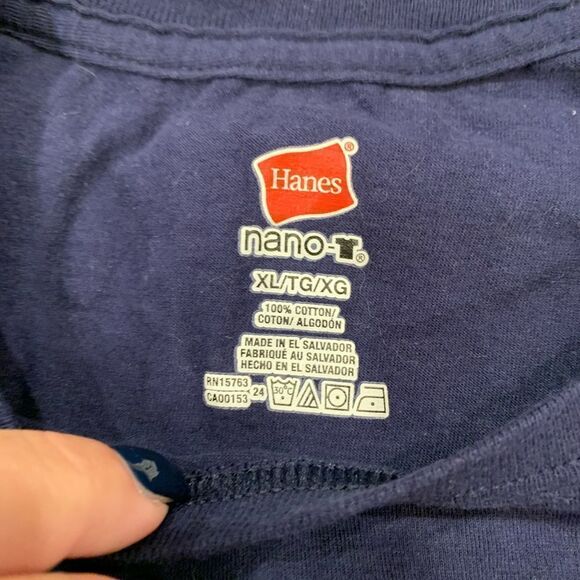 Hanes®
nano-T®
XL/TG/XG
100% COTTON/
COTON/ ALGODÓN
MADE IN EL SALVADOR
FABRIQUÉ AU SALVADOR
HECHO EN EL SALVADOR
RN15763
CA00153
24
30°C